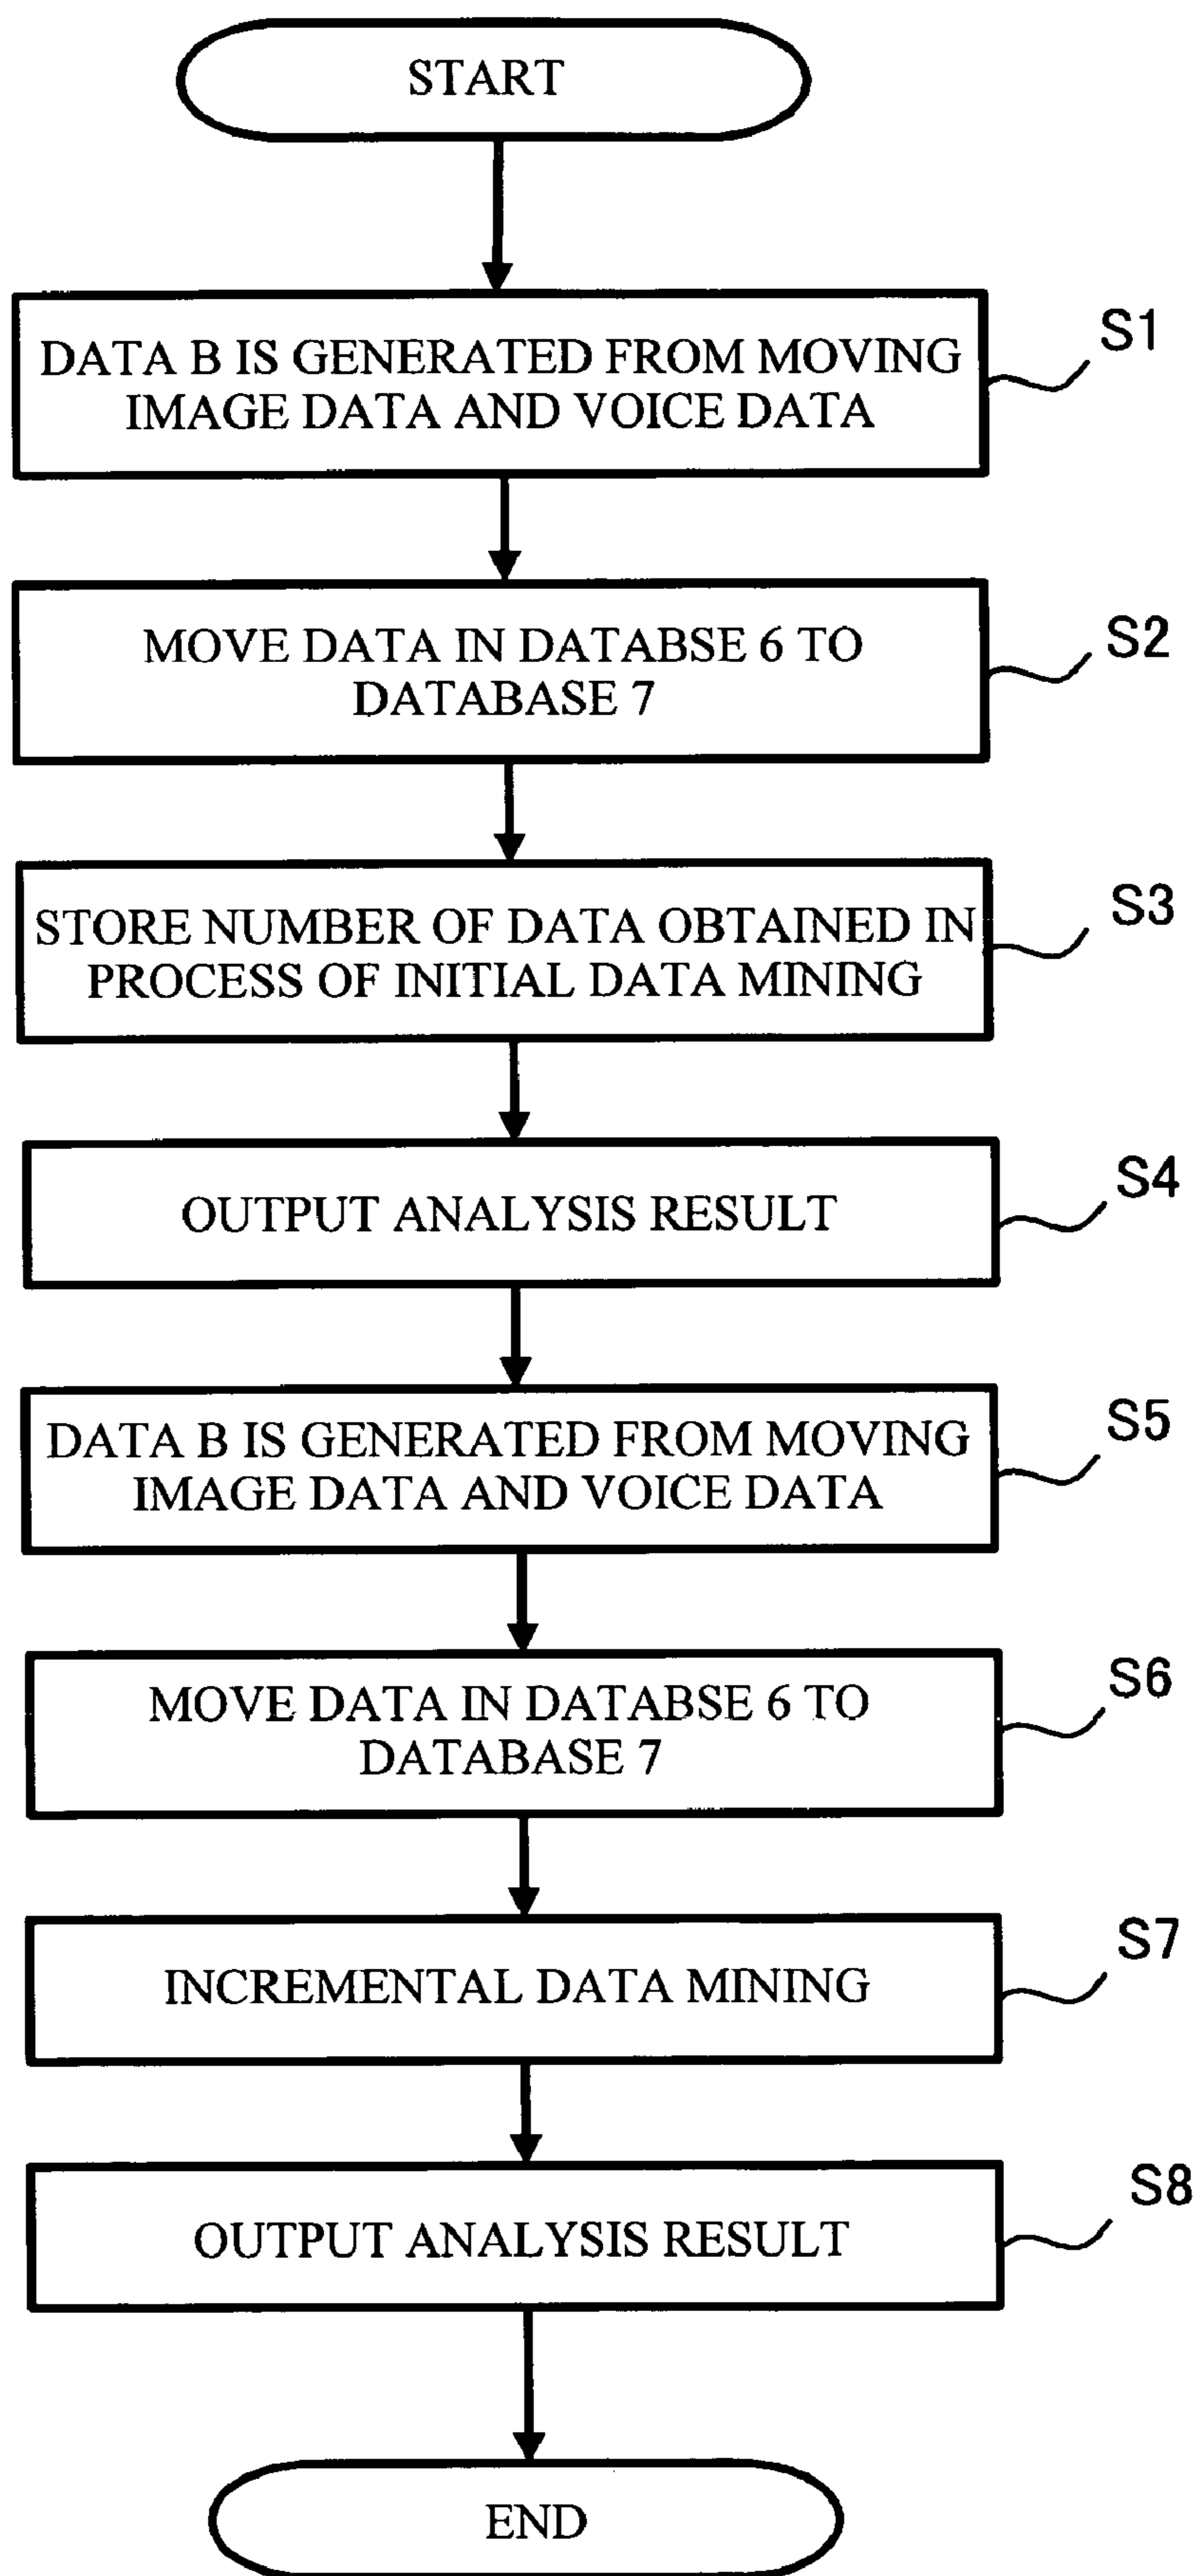 START
DATA B IS GENERATED FROM MOVING
IMAGE DATA AND VOICE DATA
S1
MOVE DATA IN DATABSE 6 TO
DATABASE 7
S2
STORE NUMBER OF DATA OBTAINED IN
PROCESS OF INITIAL DATA MINING
S3
OUTPUT ANALYSIS RESULT
S4
DATA B IS GENERATED FROM MOVING
IMAGE DATA AND VOICE DATA
S5
MOVE DATA IN DATABSE 6 TO
DATABASE 7
S6
INCREMENTAL DATA MINING
S7
OUTPUT ANALYSIS RESULT
S8
END